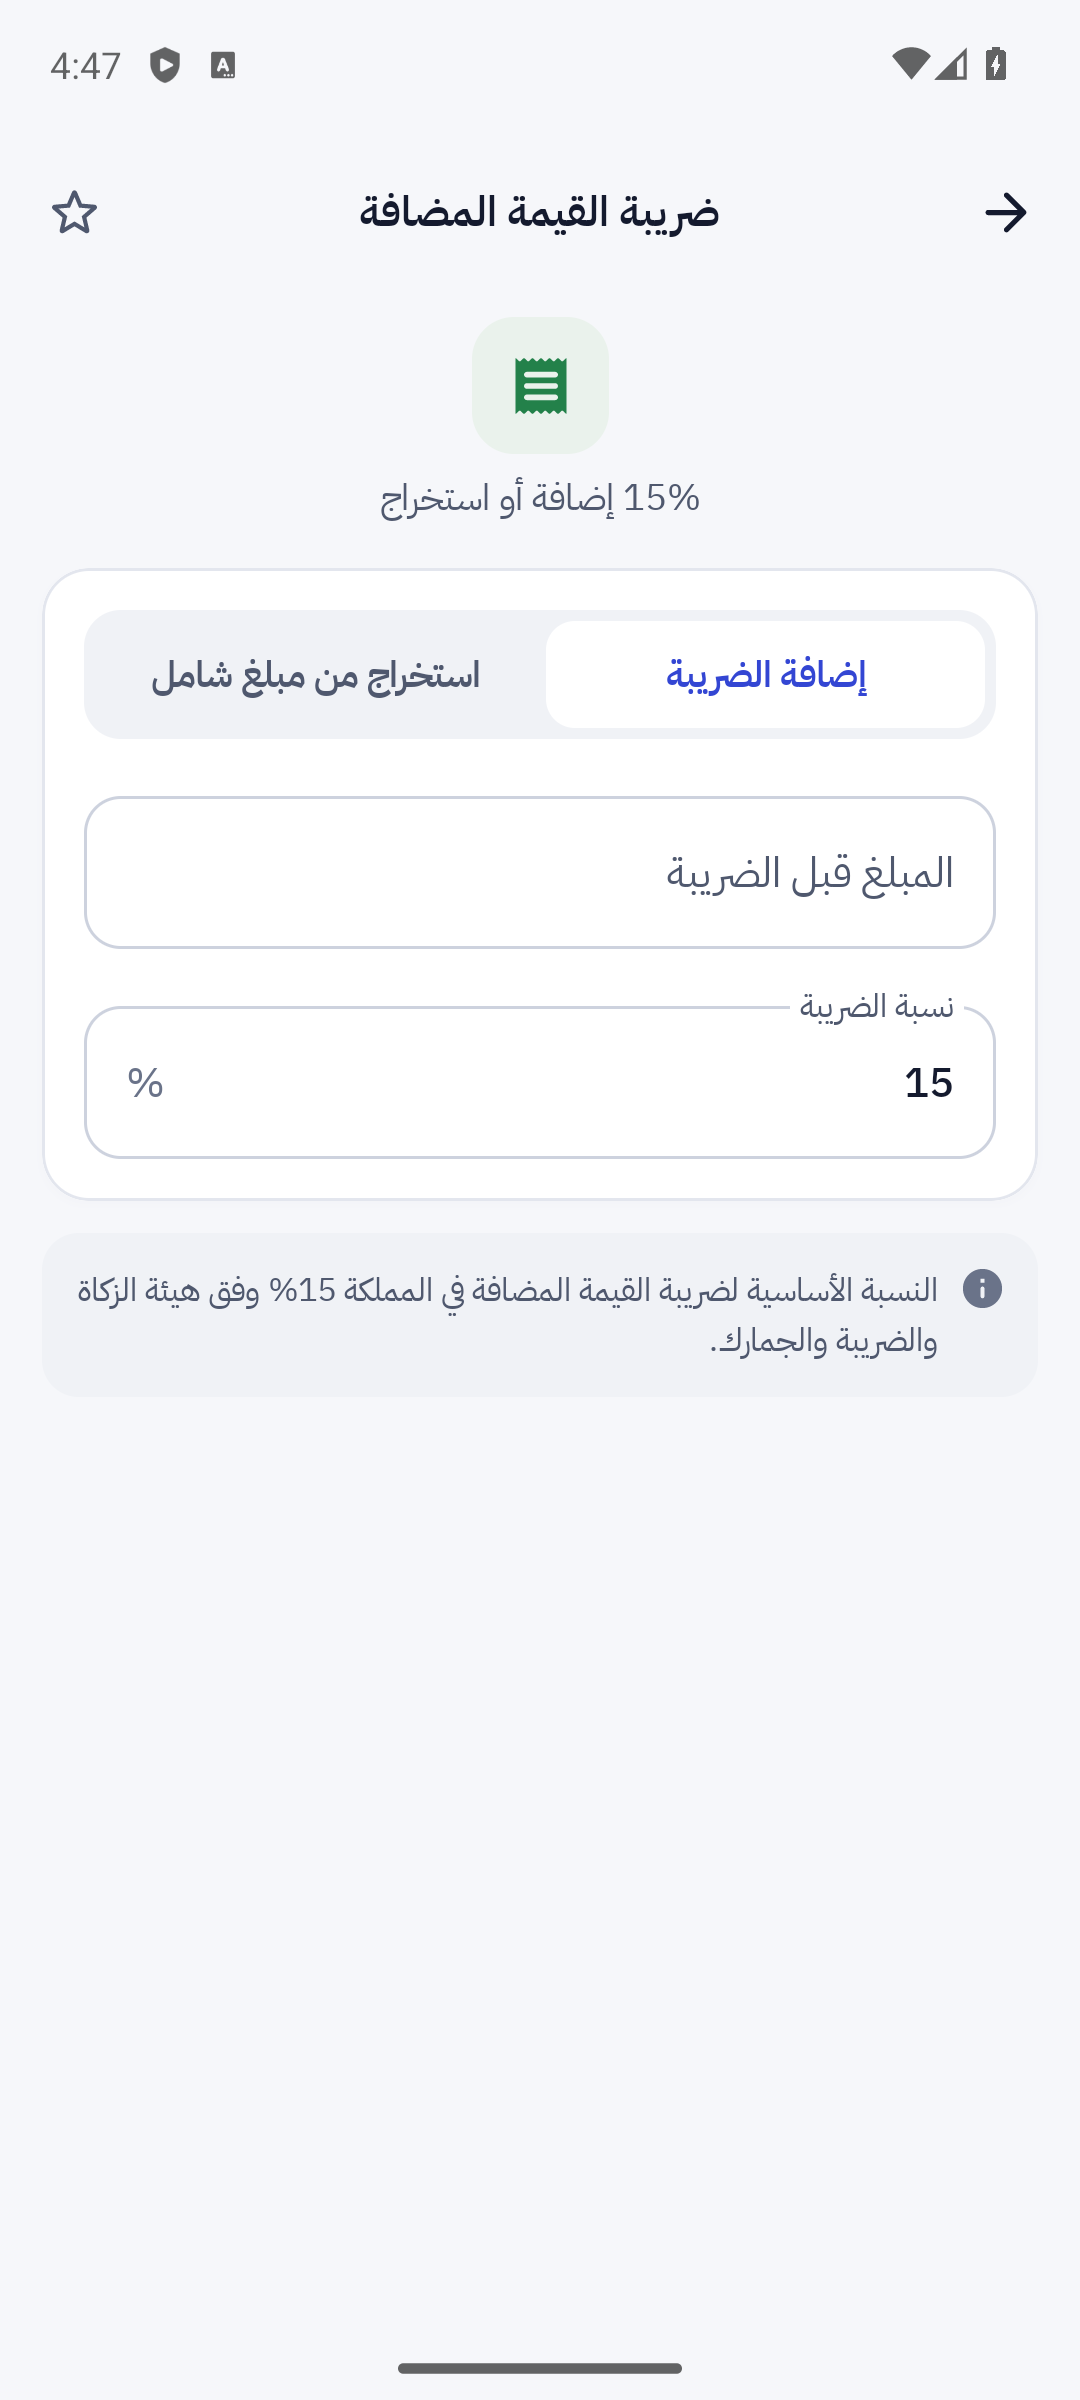 4:47
ضريبة القيمة المضافة
15% إضافة أو استخراج
إضافة الضريبة
استخراج من مبلغ شامل
المبلغ قبل الضريبة
نسبة الضريبة
15
%
النسبة الأساسية لضريبة القيمة المضافة في المملكة 15% وفق هيئة الزكاة
والضريبة والجمارك.